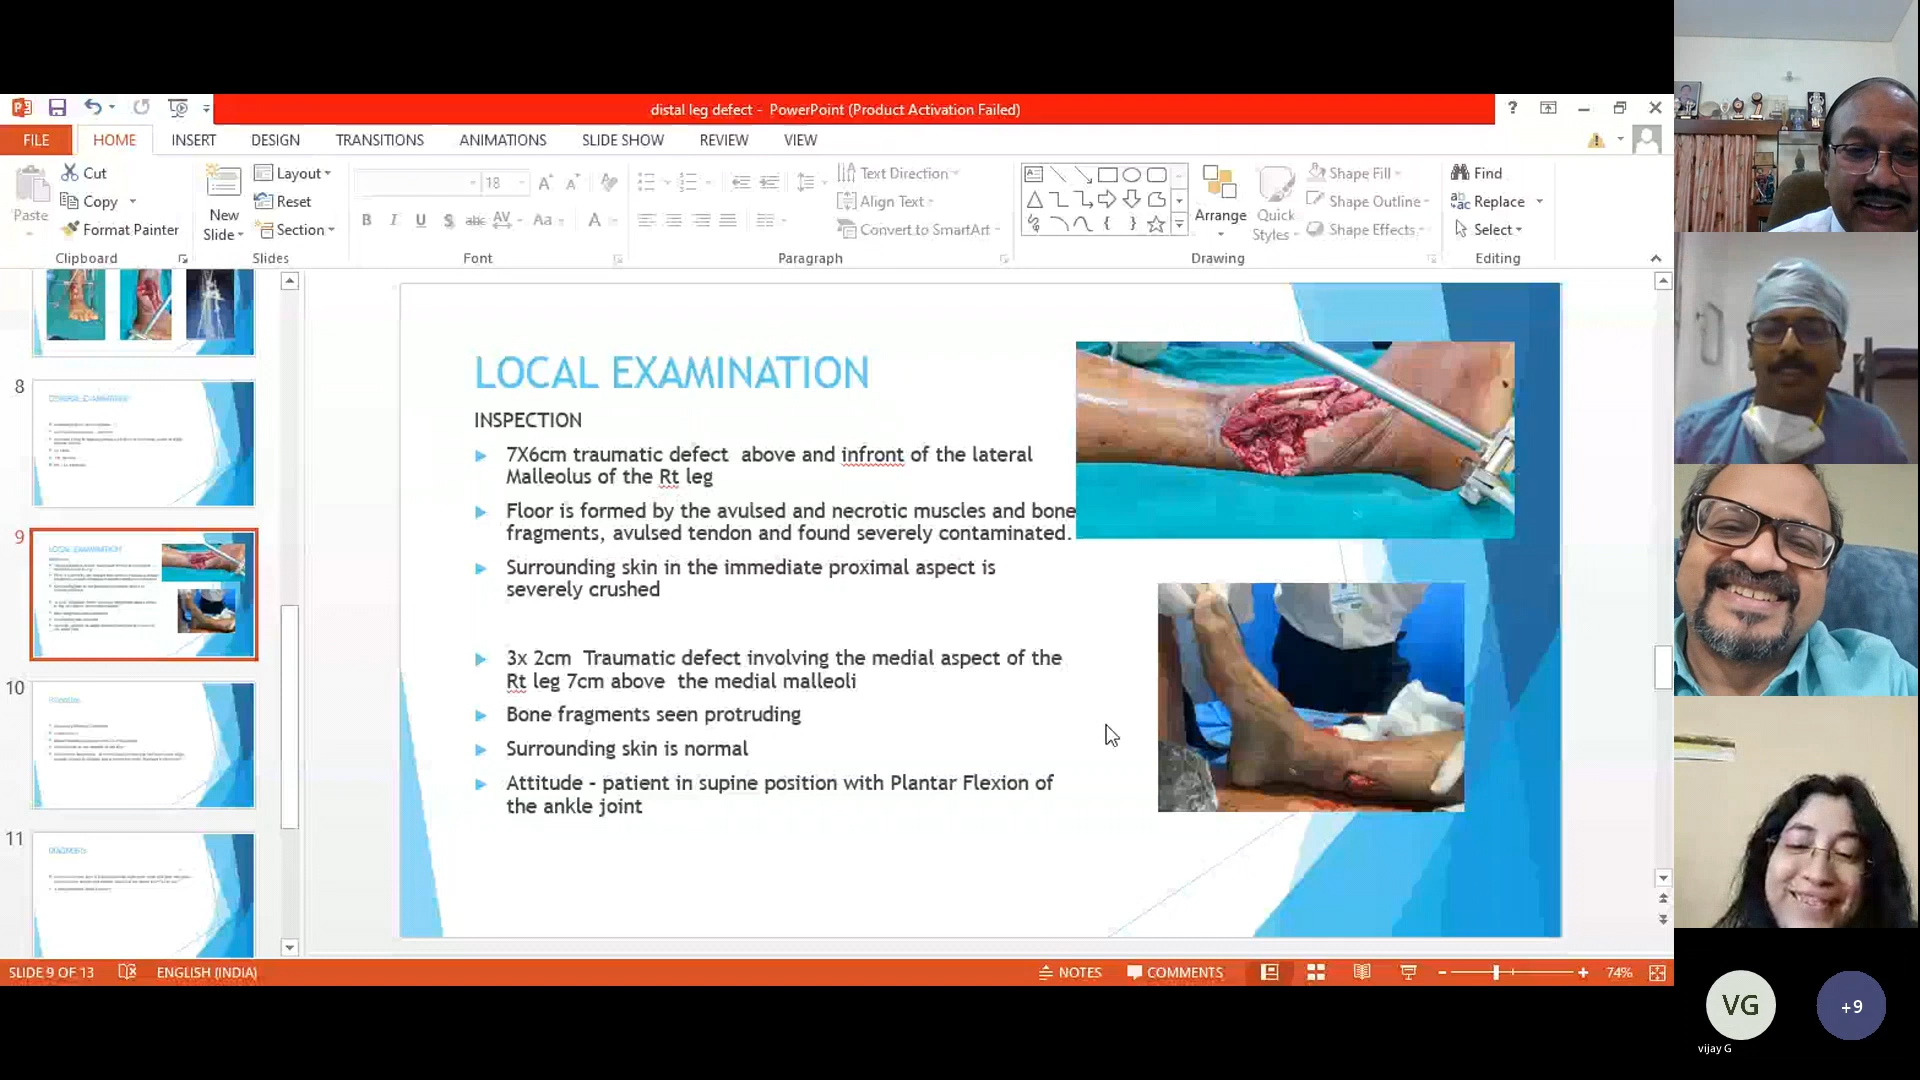 distal leg defect - PowerPoint (Product Activation Failed)
?
FILE HOME INSERT DESIGN TRANSITIONS ANIMATIONS SLIDE SHOW REVIEW VIEW
Paste
Cut
Copy
Format Painter
Clipboard
New
Slide
Layout
Reset
Section
Slides
18
B I U S abc AV Aa A
Font
Text Direction
Align Text
Convert to SmartArt
Paragraph
Arrange
Quick
Styles
Shape Fill
Shape Outline
Shape Effects
Drawing
Find
Replace
Select
Editing
8
9
LOCAL EXAMINATION
10
11
LOCAL EXAMINATION
INSPECTION
7X6cm traumatic defect above and infront of the lateral
Malleolus of the Rt leg
Floor is formed by the avulsed and necrotic muscles and bone
fragments, avulsed tendon and found severely contaminated.
Surrounding skin in the immediate proximal aspect is
severely crushed
3x 2cm Traumatic defect involving the medial aspect of the
Rt leg 7cm above the medial malleoli
Bone fragments seen protruding
Surrounding skin is normal
Attitude - patient in supine position with Plantar Flexion of
the ankle joint
SLIDE 9 OF 13 ENGLISH (INDIA) NOTES COMMENTS 74%
VG
+9
vijay G